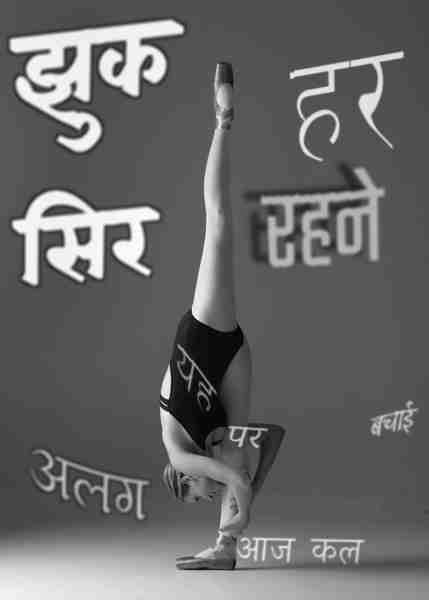 झुक हर
सिर रहने
यह
पर
बचाई
अलग
आज कल